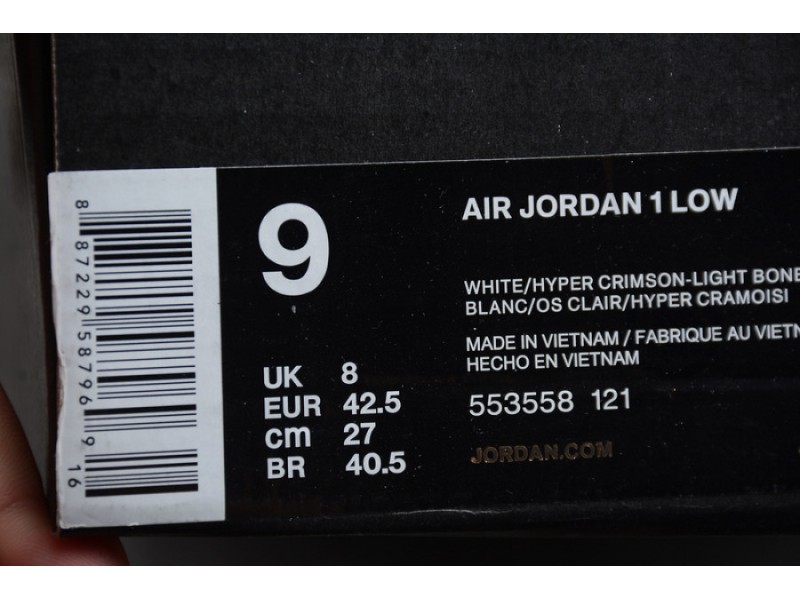 8 87229 58796 9 16
9
AIR JORDAN 1 LOW
WHITE/HYPER CRIMSON-LIGHT BONE
BLANC/OS CLAIR/HYPER CRAMOISI
MADE IN VIETNAM / FABRIQUE AU VIETN
HECHO EN VIETNAM
UK 8
EUR 42.5
cm 27
BR 40.5
553558 121
JORDAN.COM